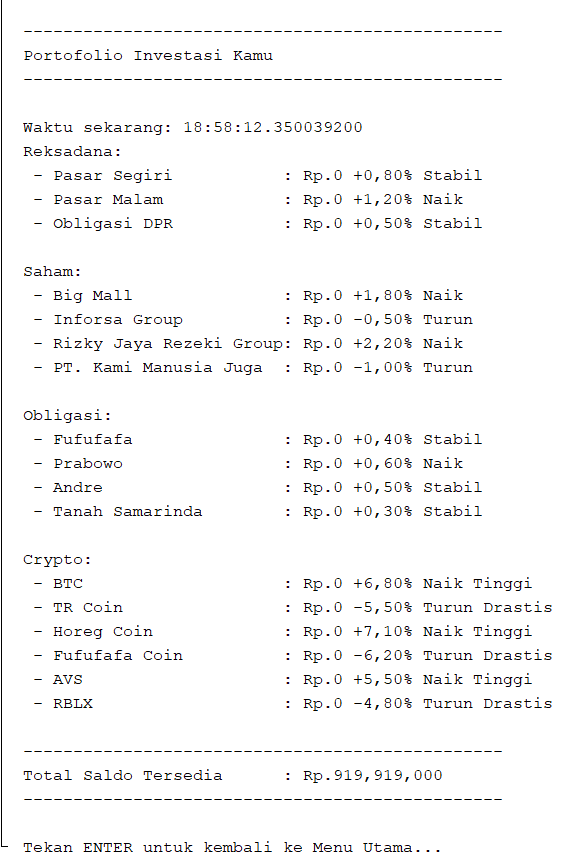 ------------------------------------------------
Portofolio Investasi Kamu
------------------------------------------------
Waktu sekarang: 18:58:12.350039200
Reksadana:
 - Pasar Segiri           : Rp.0 +0,80% Stabil
 - Pasar Malam            : Rp.0 +1,20% Naik
 - Obligasi DPR           : Rp.0 +0,50% Stabil
Saham:
 - Big Mall               : Rp.0 +1,80% Naik
 - Inforsa Group          : Rp.0 -0,50% Turun
 - Rizky Jaya Rezeki Group: Rp.0 +2,20% Naik
 - PT. Kami Manusia Juga  : Rp.0 -1,00% Turun
Obligasi:
 - Fufufafa               : Rp.0 +0,40% Stabil
 - Prabowo                : Rp.0 +0,60% Naik
 - Andre                  : Rp.0 +0,50% Stabil
 - Tanah Samarinda        : Rp.0 +0,30% Stabil
Crypto:
 - BTC                    : Rp.0 +6,80% Naik Tinggi
 - TR Coin                : Rp.0 -5,50% Turun Drastis
 - Horeg Coin             : Rp.0 +7,10% Naik Tinggi
 - Fufufafa Coin          : Rp.0 -6,20% Turun Drastis
 - AVS                    : Rp.0 +5,50% Naik Tinggi
 - RBLX                   : Rp.0 -4,80% Turun Drastis
------------------------------------------------
Total Saldo Tersedia      : Rp.919,919,000
------------------------------------------------
Tekan ENTER untuk kembali ke Menu Utama...